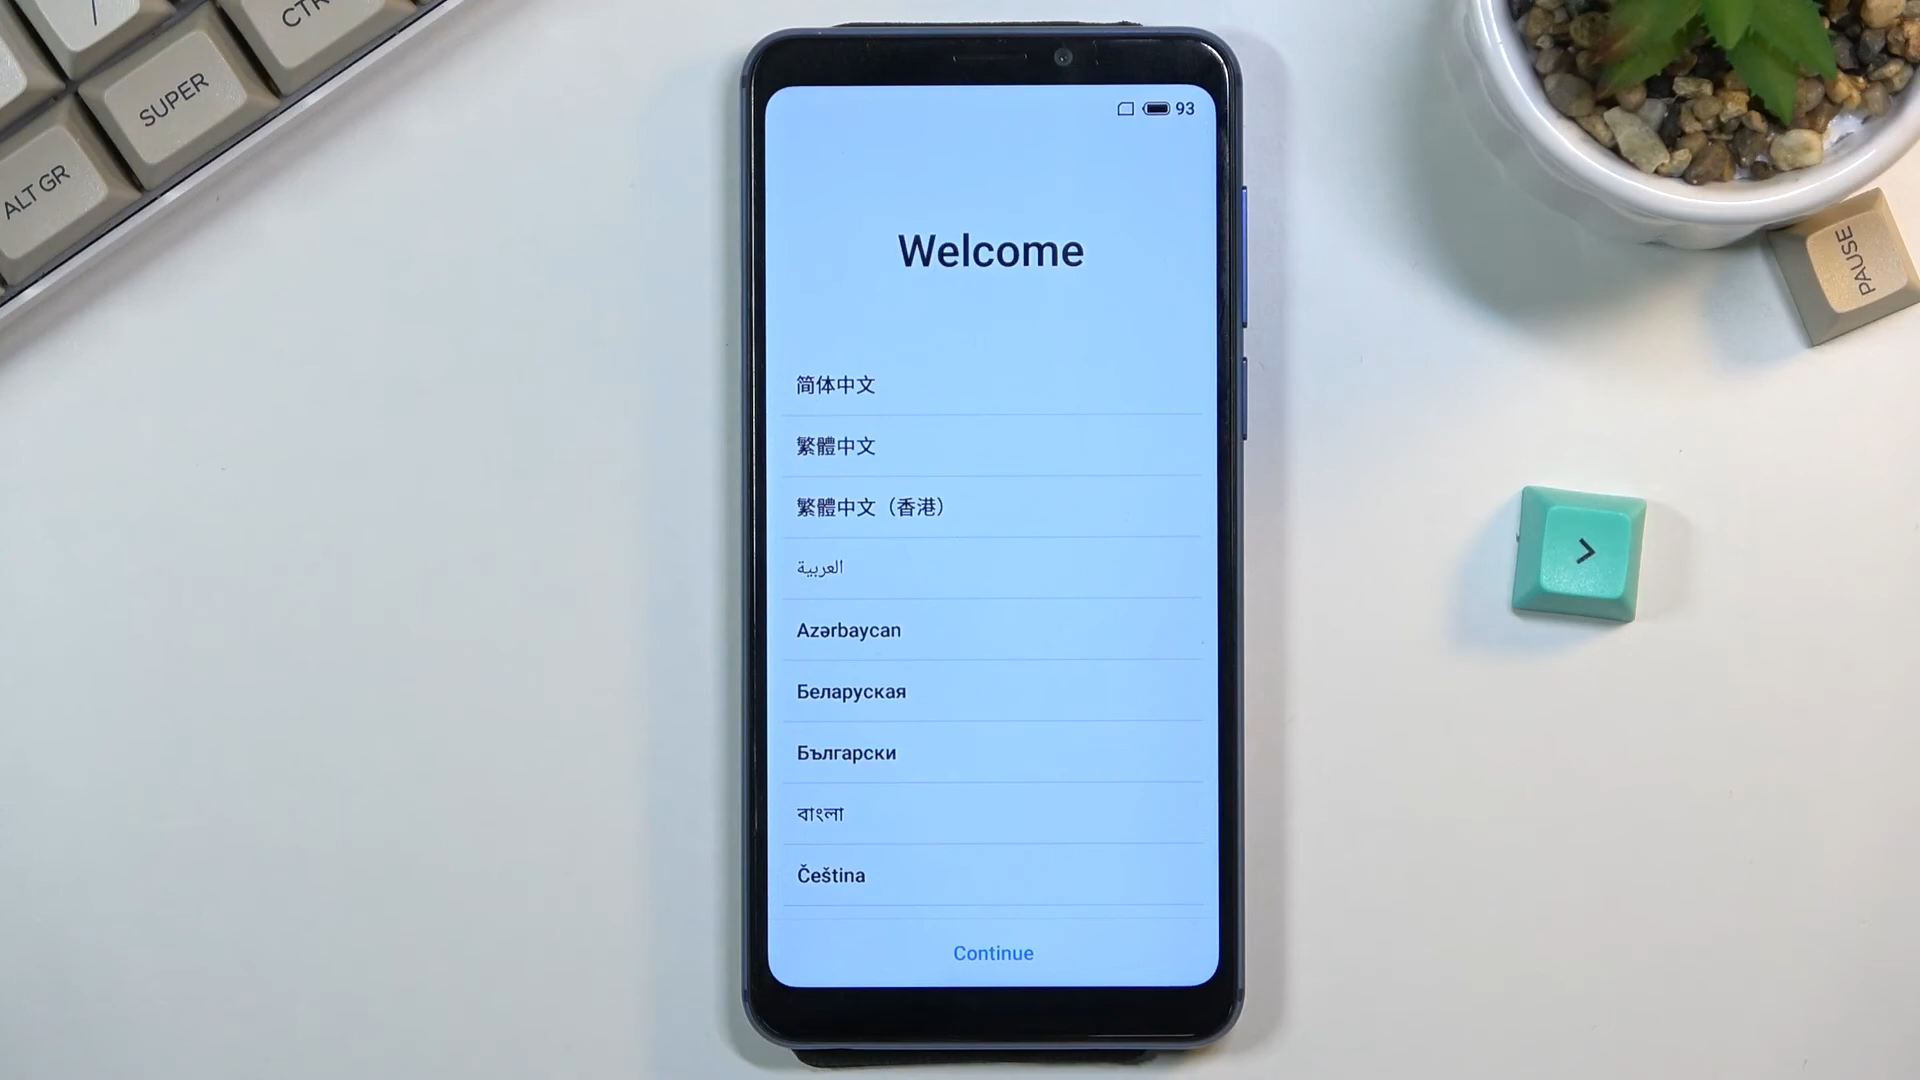 /
CTR
SUPER
ALT GR
93
Welcome
简体中文
繁體中文
繁體中文（香港）
العربية
Azərbaycan
Беларуская
Български
বাংলা
Čeština
Continue
PAUSE
>